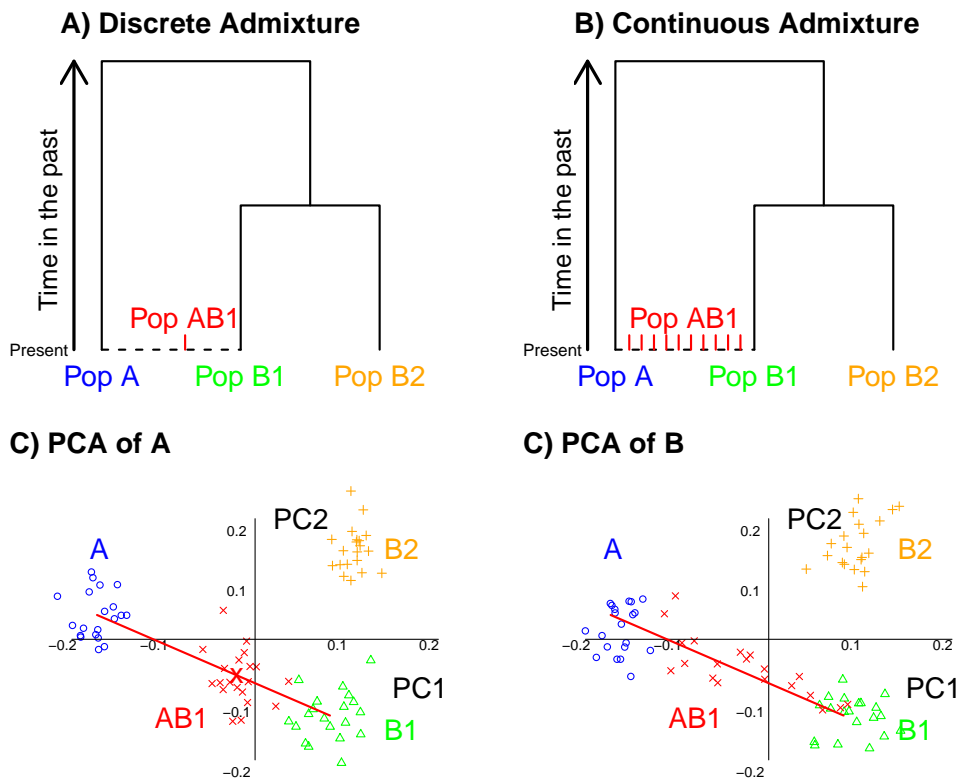 A) Discrete Admixture
B) Continuous Admixture
Time in the past
Pop AB1
Present
Pop A
Pop B1
Pop B2
Time in the past
Pop AB1
Present
Pop A
Pop B1
Pop B2
C) PCA of A
C) PCA of B
PC2
0.2
A
B2
0.1
−0.2
−0.1
0.1
0.2
PC1
AB1
−0.1
B1
−0.2
PC2
0.2
A
B2
0.1
−0.2
−0.1
0.1
0.2
PC1
AB1
−0.1
B1
−0.2